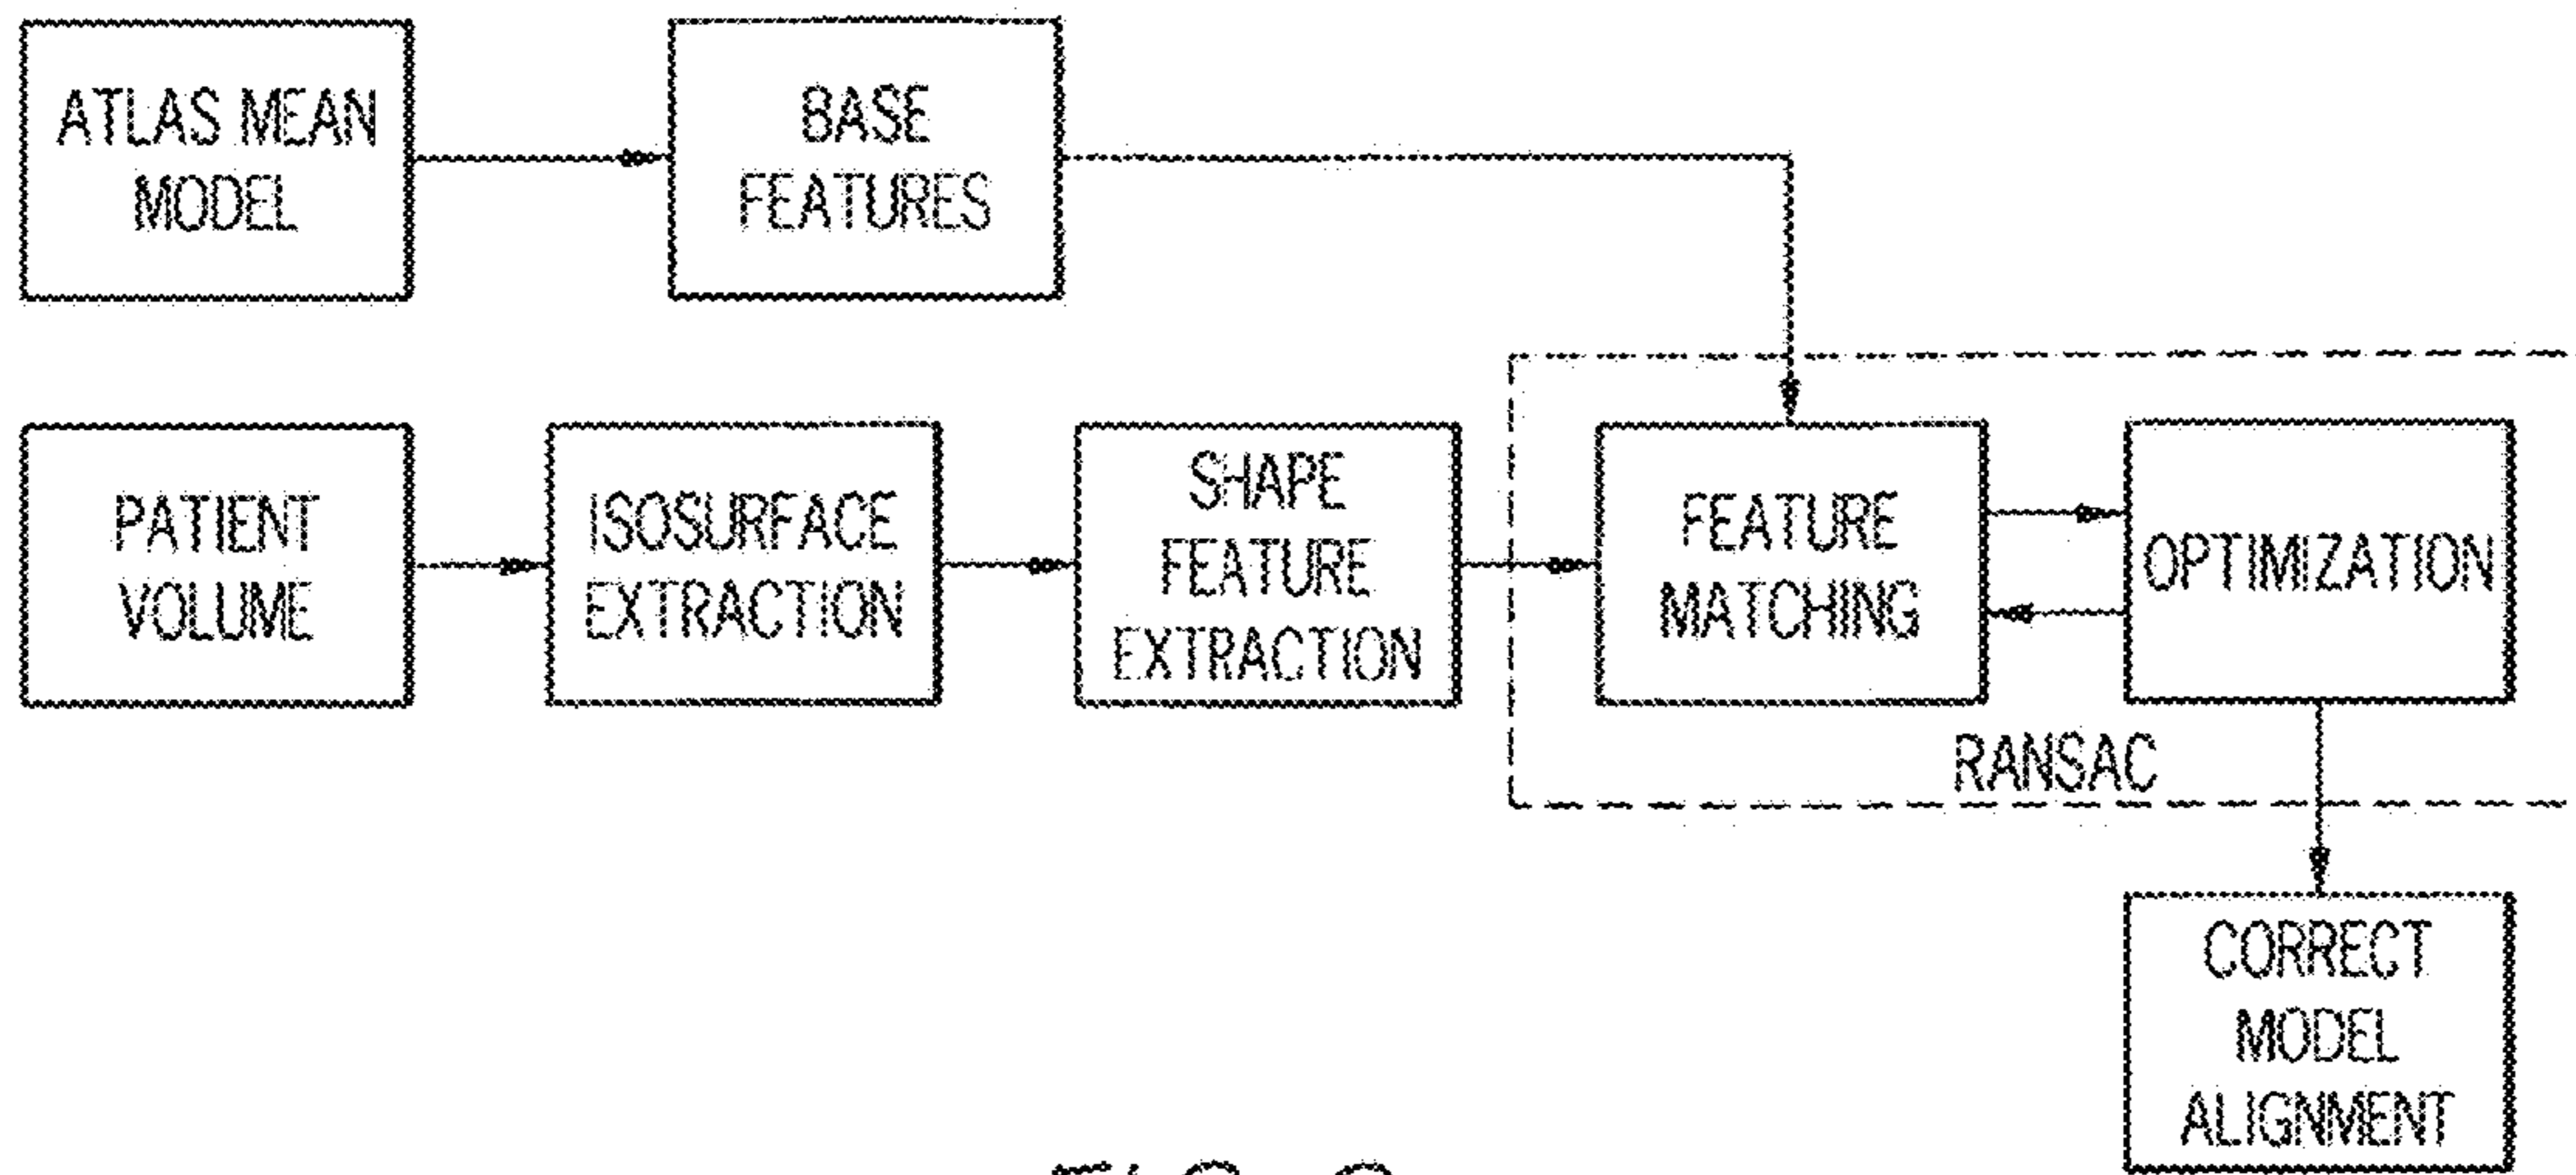 ATLAS MEAN
MODEL
BASE
FEATURES
PATIENT
VOLUME
ISOSURFACE
EXTRACTION
SHAPE
FEATURE
EXTRACTION
FEATURE
MATCHING
OPTIMIZATION
RANSAC
CORRECT
MODEL
ALIGNMENT